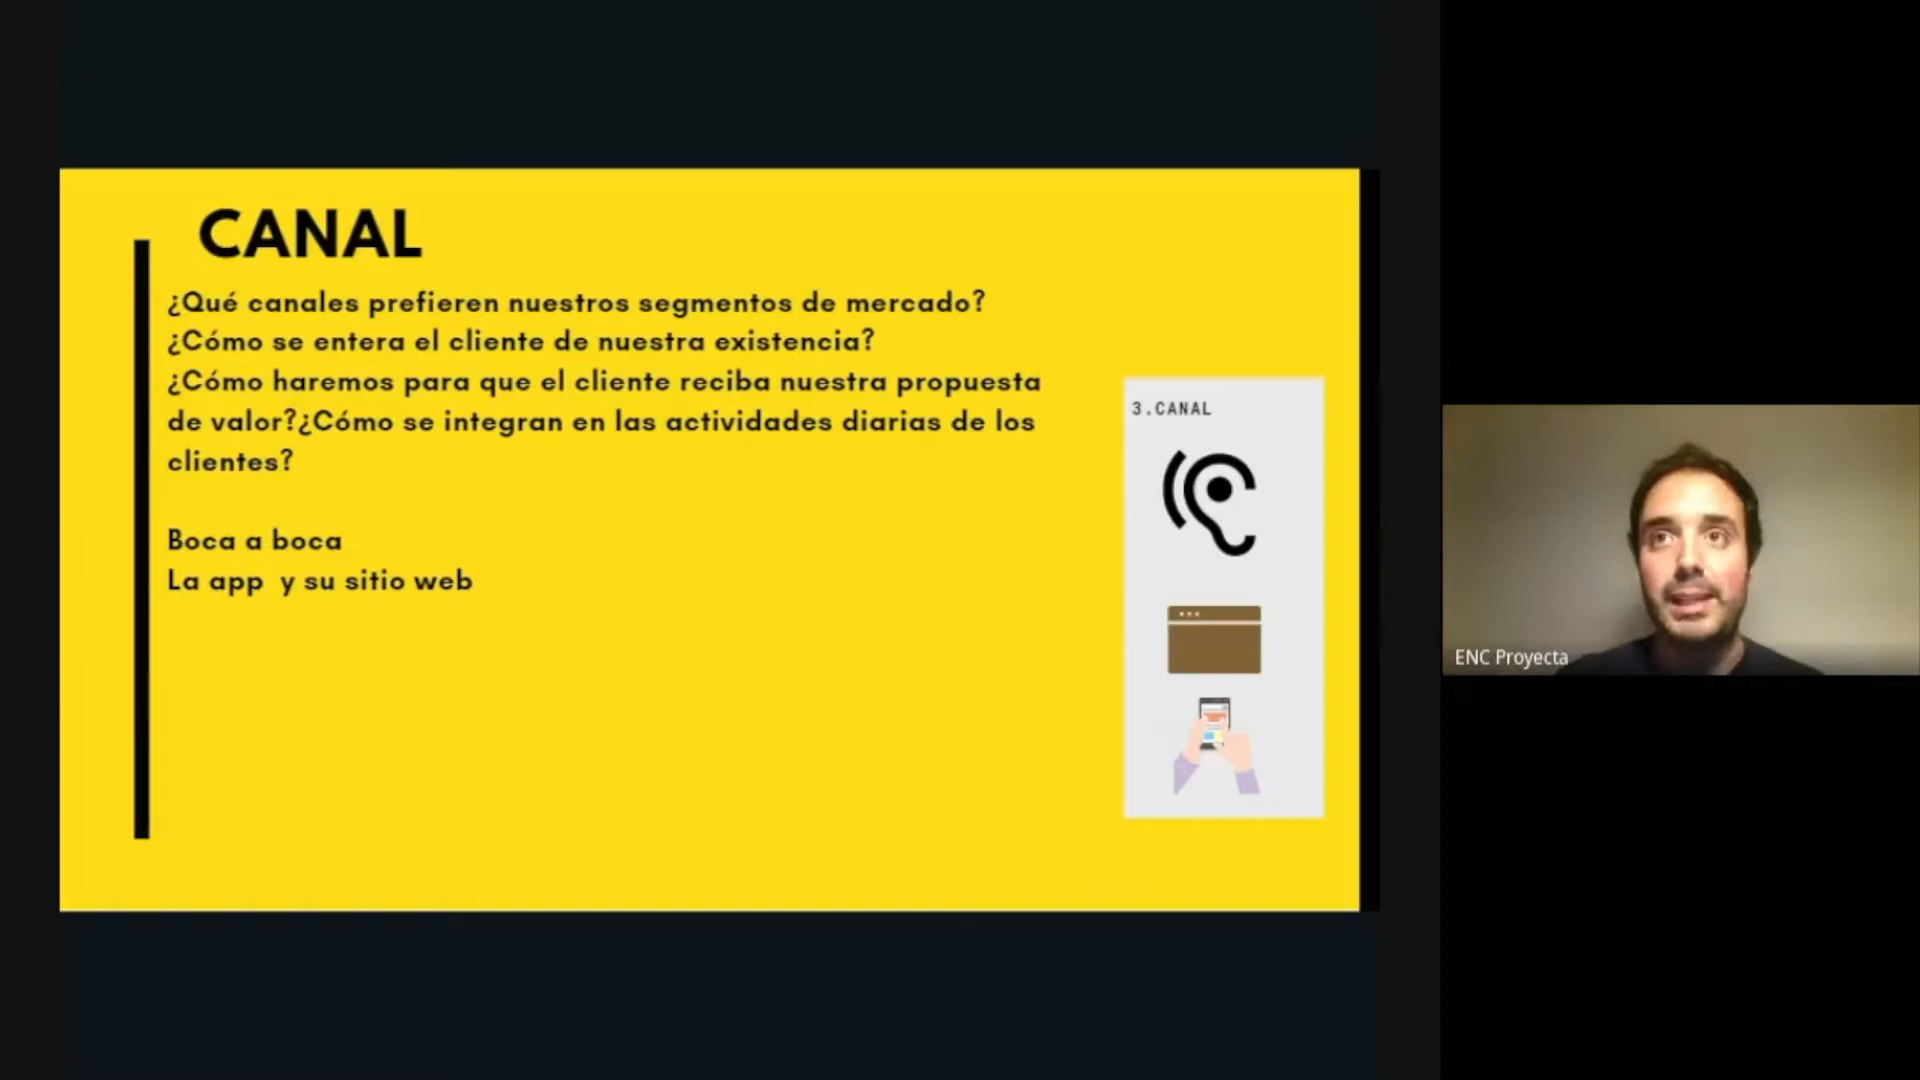 CANAL
¿Qué canales prefieren nuestros segmentos de mercado?
¿Cómo se entera el cliente de nuestra existencia?
¿Cómo haremos para que el cliente reciba nuestra propuesta
de valor?¿Cómo se integran en las actividades diarias de los
clientes?
Boca a boca
La app y su sitio web
3.CANAL
ENC Proyecta